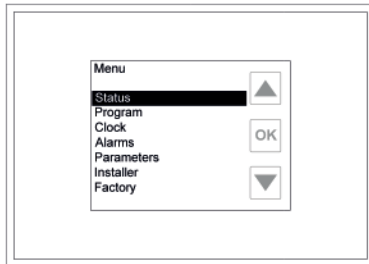 Menu
Status
Program
Clock
Alarms
Parameters
Installer
Factory
OK